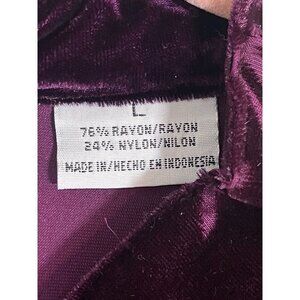 L
76% RAYON/RAYON
24% NYLON/NILON
MADE IN/HECHO EN INDONESIA